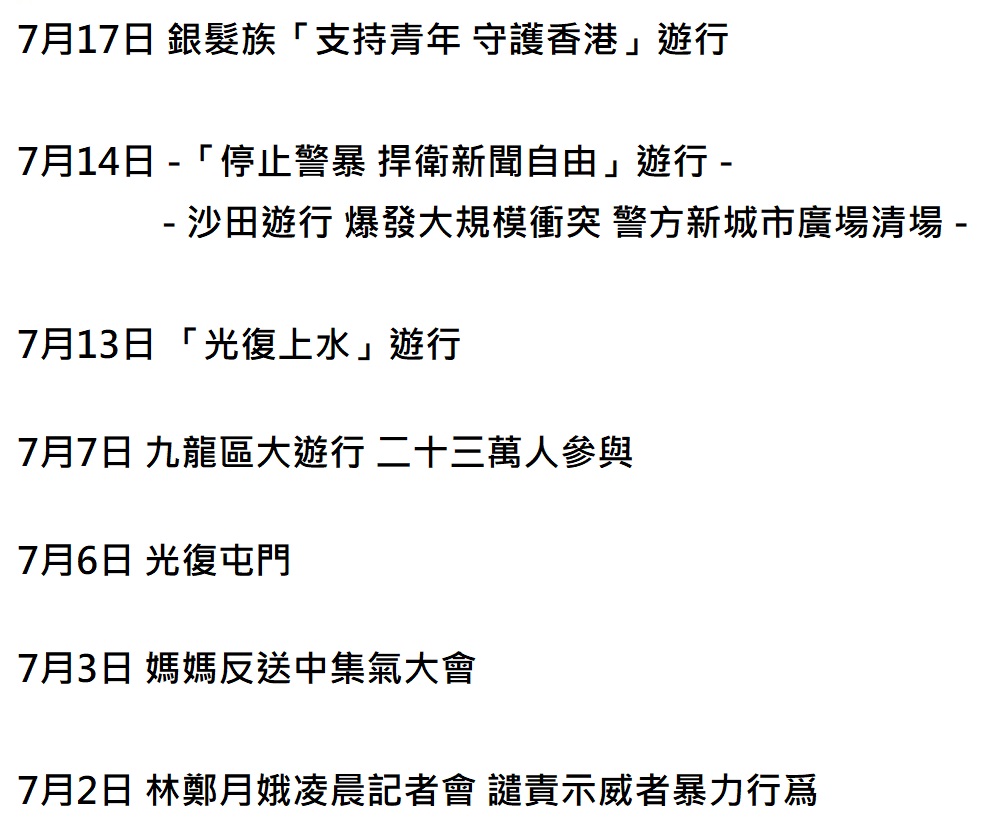 7月17日 銀髮族「支持青年 守護香港」遊行
7月14日 -「停止警暴 捍衛新聞自由」遊行 -
- 沙田遊行 爆發大規模衝突 警方新城市廣場清場 -
7月13日 「光復上水」遊行
7月7日 九龍區大遊行 二十三萬人參與
7月6日 光復屯門
7月3日 媽媽反送中集氣大會
7月2日 林鄭月娥凌晨記者會 譴責示威者暴力行爲